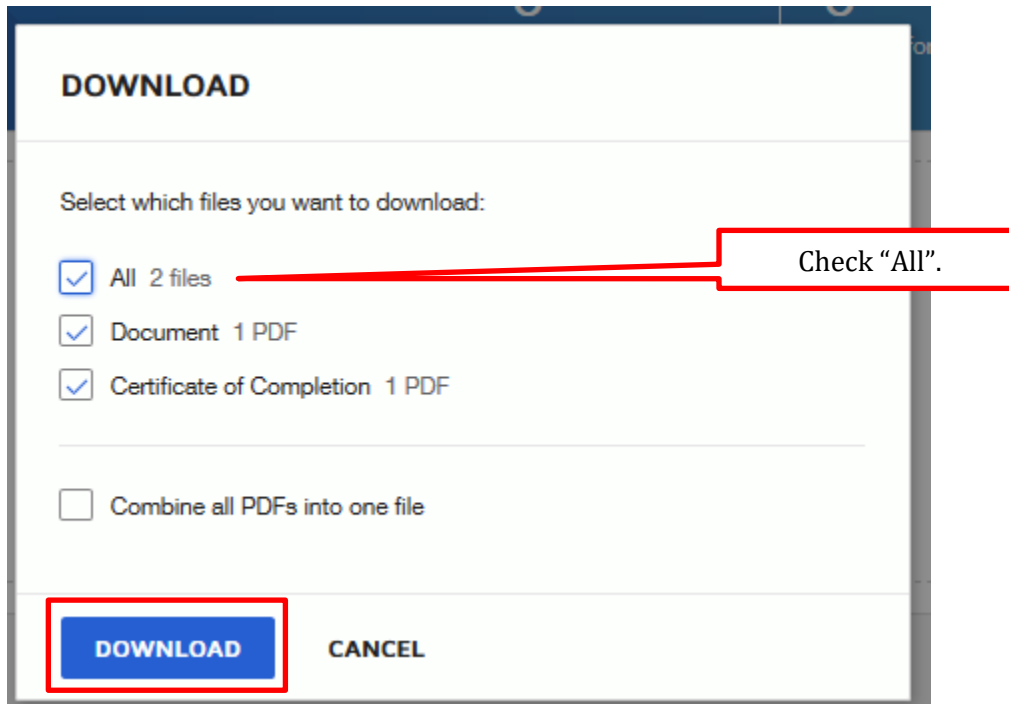 DOWNLOAD
Select which files you want to download:
All 2 files
Check “All”.
Document 1 PDF
Certificate of Completion 1 PDF
Combine all PDFs into one file
DOWNLOAD CANCEL